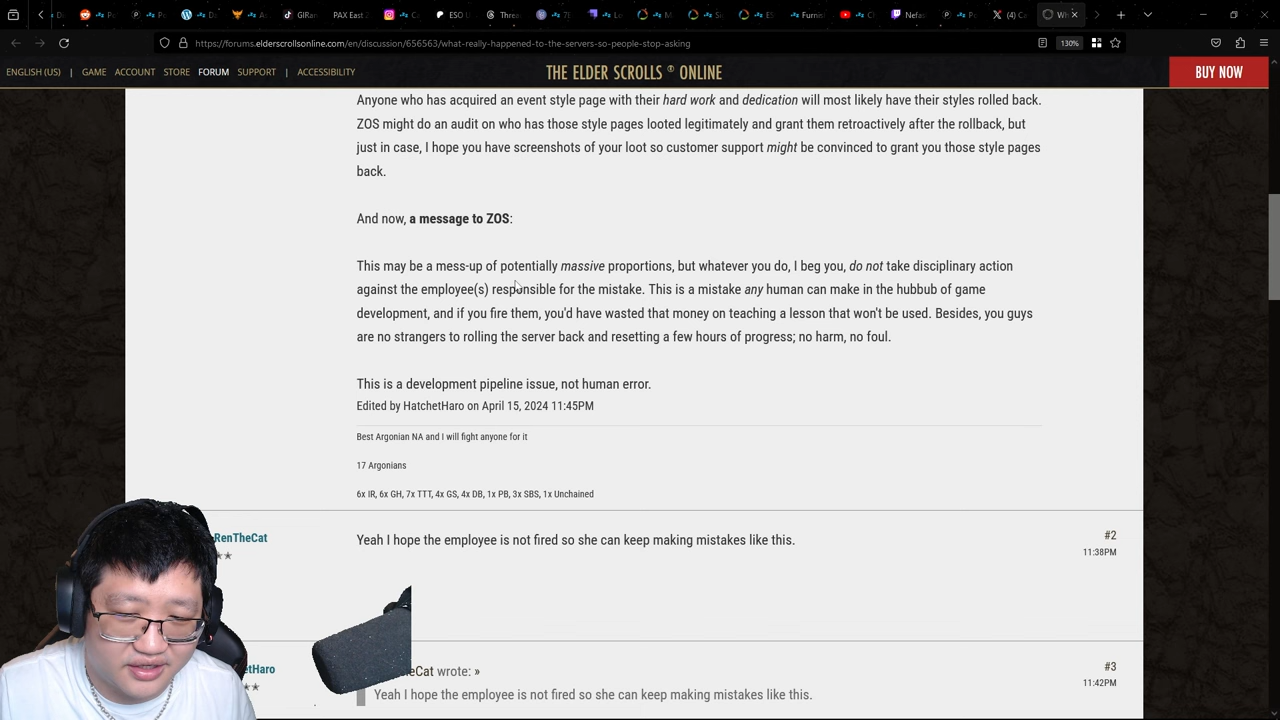 https://forums.elderscrollsonline.com/en/discussion/656563/what-really-happened-to-the-servers-so-people-stop-asking
130%
ENGLISH (US) | GAME ACCOUNT STORE FORUM SUPPORT | ACCESSIBILITY
THE ELDER SCROLLS ® ONLINE
BUY NOW
Anyone who has acquired an event style page with their hard work and dedication will most likely have their styles rolled back.
ZOS might do an audit on who has those style pages looted legitimately and grant them retroactively after the rollback, but
just in case, I hope you have screenshots of your loot so customer support might be convinced to grant you those style pages
back.
And now, a message to ZOS:
This may be a mess-up of potentially massive proportions, but whatever you do, I beg you, do not take disciplinary action
against the employee(s) responsible for the mistake. This is a mistake any human can make in the hubbub of game
development, and if you fire them, you'd have wasted that money on teaching a lesson that won't be used. Besides, you guys
are no strangers to rolling the server back and resetting a few hours of progress; no harm, no foul.
This is a development pipeline issue, not human error.
Edited by HatchetHaro on April 15, 2024 11:45PM
Best Argonian NA and I will fight anyone for it
17 Argonians
6x IR, 6x GH, 7x TTT, 4x GS, 4x DB, 1x PB, 3x SBS, 1x Unchained
RenTheCat
Yeah I hope the employee is not fired so she can keep making mistakes like this.
#2
11:38PM
etHaro
eCat wrote: »
#3
11:42PM
Yeah I hope the employee is not fired so she can keep making mistakes like this.